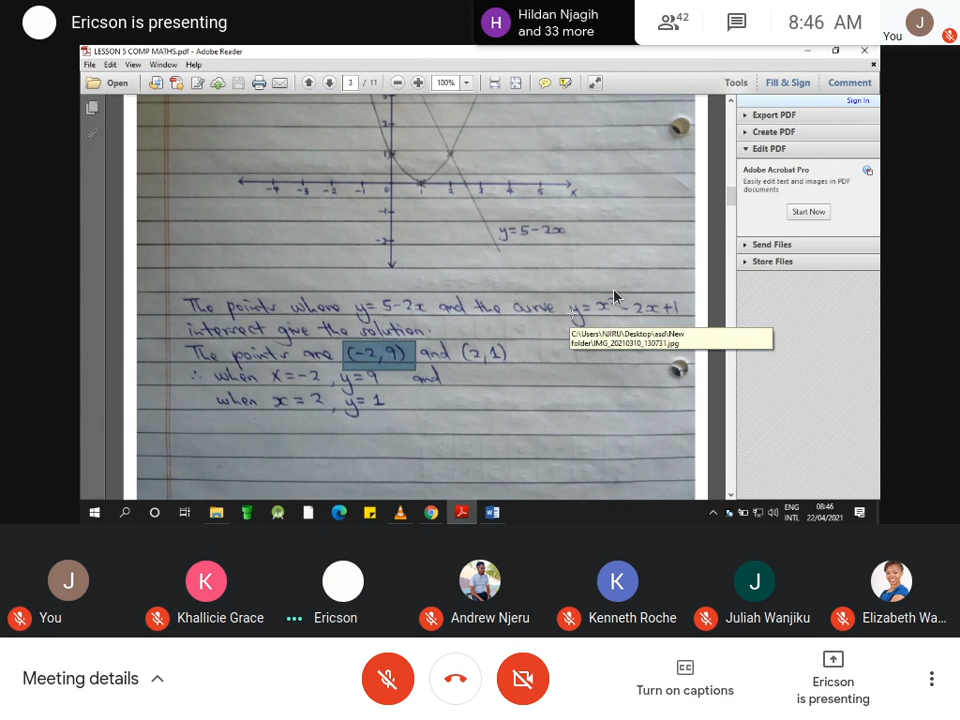 Ericson is presenting
H
Hildan Njagih
and 33 more
42
8:46 AM
You
J
LESSON 5 COMP MATHS.pdf - Adobe Reader
File Edit View Window Help
Open
3 / 11
100%
Tools
Fill & Sign
Comment
Sign In
Export PDF
Create PDF
Edit PDF
Adobe Acrobat Pro
Easily edit text and images in PDF
documents
Start Now
Send Files
Store Files
3
2
1
-4 -3 -2 -1 0 1 2 3 4 5 x
-1
-2
y=5-2x
The points where y= 5-2x and the curve y= x²-2x+1
intersect give the solution.
The points are (-2,9) and (2,1)
∴ when x=-2, y=9 and
when x=2, y=1
C:\Users\NJIRU\Desktop\asd\New
folder\IMG_20210310_130731.jpg
ENG
INTL
08:46
22/04/2021
J
K
K
J
You
Khallicie Grace
Ericson
Andrew Njeru
Kenneth Roche
Juliah Wanjiku
Elizabeth Wa...
Meeting details
CC
Turn on captions
Ericson
is presenting